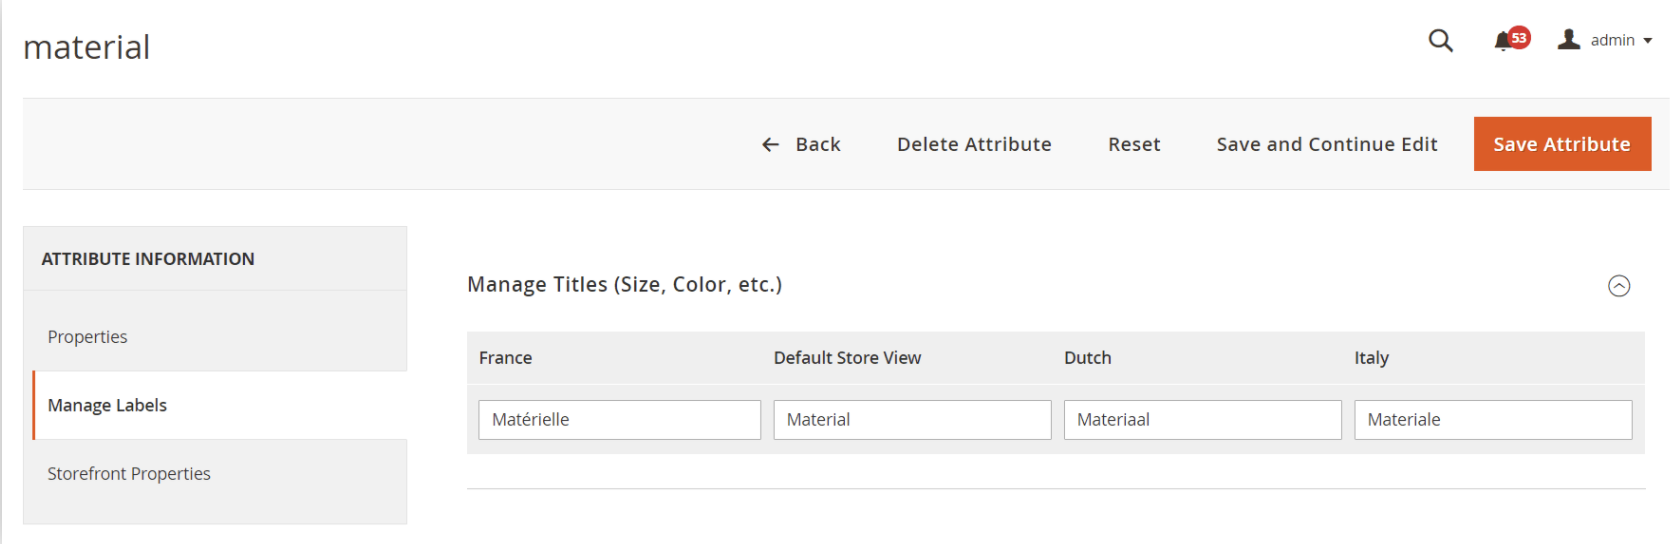 material
53
admin
Back
Delete Attribute
Reset
Save and Continue Edit
Save Attribute
ATTRIBUTE INFORMATION
Properties
Manage Labels
Storefront Properties
Manage Titles (Size, Color, etc.)
France
Default Store View
Dutch
Italy
Matérielle
Material
Materiaal
Materiale